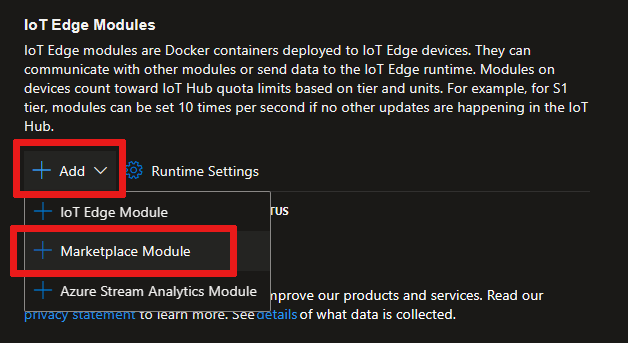 IoT Edge Modules
IoT Edge modules are Docker containers deployed to IoT Edge devices. They can
communicate with other modules or send data to the IoT Edge runtime. Modules on
devices count toward IoT Hub quota limits based on tier and units. For example, for S1
tier, modules can be set 10 times per second if no other updates are happening in the IoT
Hub.
Add Runtime Settings
IoT Edge Module
TUS
Marketplace Module
Azure Stream Analytics Module
mprove our products and services. Read our
privacy statement to learn more. See details of what data is collected.